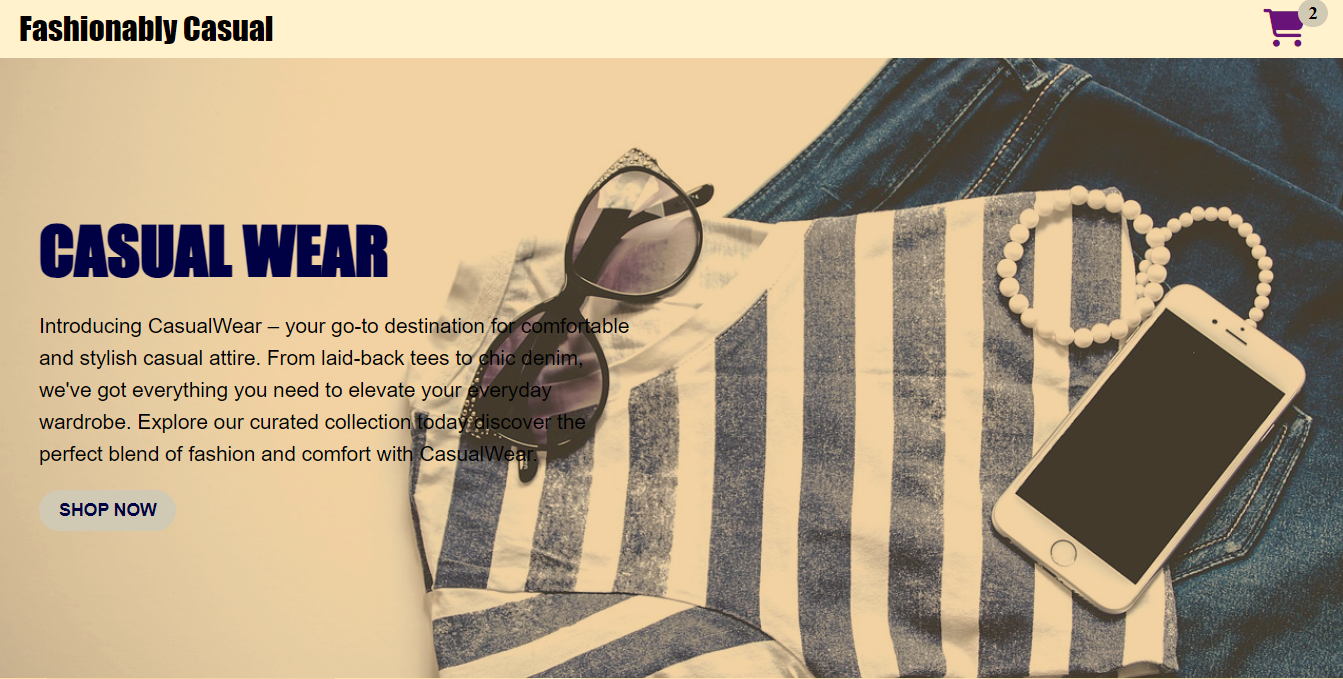 Fashionably Casual
2
CASUAL WEAR
Introducing CasualWear – your go-to destination for comfortable
and stylish casual attire. From laid-back tees to chic denim,
we've got everything you need to elevate your everyday
wardrobe. Explore our curated collection today discover the
perfect blend of fashion and comfort with CasualWear.
SHOP NOW